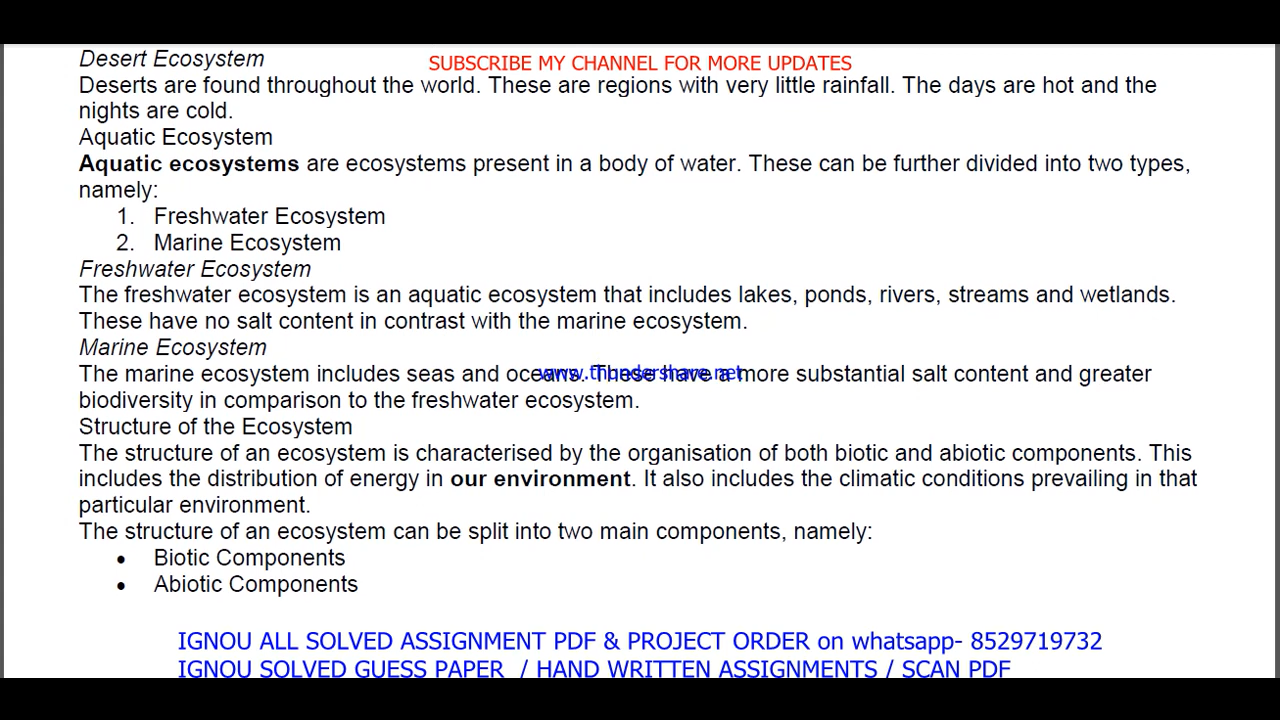 Desert Ecosystem
SUBSCRIBE MY CHANNEL FOR MORE UPDATES
Deserts are found throughout the world. These are regions with very little rainfall. The days are hot and the
nights are cold.
Aquatic Ecosystem
Aquatic ecosystems are ecosystems present in a body of water. These can be further divided into two types,
namely:
1. Freshwater Ecosystem
2. Marine Ecosystem
Freshwater Ecosystem
The freshwater ecosystem is an aquatic ecosystem that includes lakes, ponds, rivers, streams and wetlands.
These have no salt content in contrast with the marine ecosystem.
Marine Ecosystem
The marine ecosystem includes seas and oceans. These have a more substantial salt content and greater
www.thundershare.net
biodiversity in comparison to the freshwater ecosystem.
Structure of the Ecosystem
The structure of an ecosystem is characterised by the organisation of both biotic and abiotic components. This
includes the distribution of energy in our environment. It also includes the climatic conditions prevailing in that
particular environment.
The structure of an ecosystem can be split into two main components, namely:
• Biotic Components
• Abiotic Components
IGNOU ALL SOLVED ASSIGNMENT PDF & PROJECT ORDER on whatsapp- 8529719732
IGNOU SOLVED GUESS PAPER / HAND WRITTEN ASSIGNMENTS / SCAN PDF